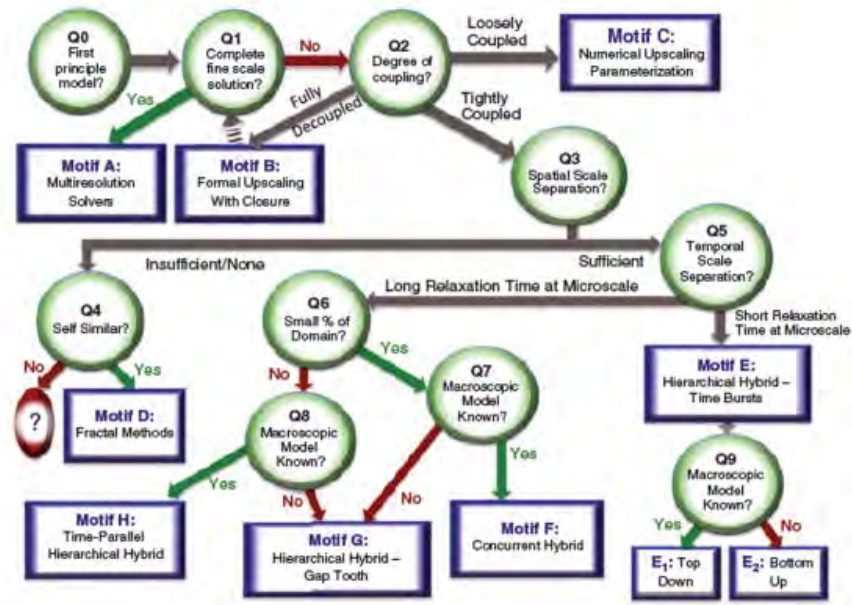 Q0
First
principle
model?
Q1
Complete
fine scale
solution?
No
Q2
Degree of
coupling?
Loosely
Coupled
Motif C:
Numerical Upscaling
Parameterization
Yes
Fully
Decoupled
Tightly
Coupled
Motif A:
Multiresolution
Solvers
Motif B:
Formal Upscaling
With Closure
Q3
Spatial Scale
Separation?
Insufficient/None
Sufficient
Q5
Temporal
Scale
Separation?
Long Relaxation Time at Microscale
Short Relaxation
Time at Microscale
Q4
Self Similar?
Q6
Small % of
Domain?
No
Yes
?
Motif D:
Fractal Methods
No
Yes
Q7
Macroscopic
Model
Known?
Motif E:
Hierarchical Hybrid –
Time Bursts
Q8
Macroscopic
Model
Known?
Yes
No
No
Yes
Q9
Macroscopic
Model
Known?
Yes
No
Motif H:
Time-Parallel
Hierarchical Hybrid
Motif G:
Hierarchical Hybrid –
Gap Tooth
Motif F:
Concurrent Hybrid
E1: Top
Down
E2: Bottom
Up